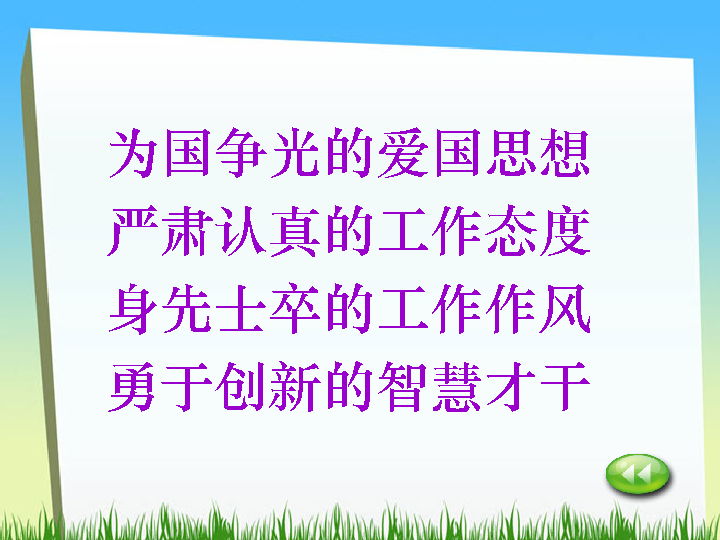 为国争光的爱国思想
严肃认真的工作态度
身先士卒的工作作风
勇于创新的智慧才干